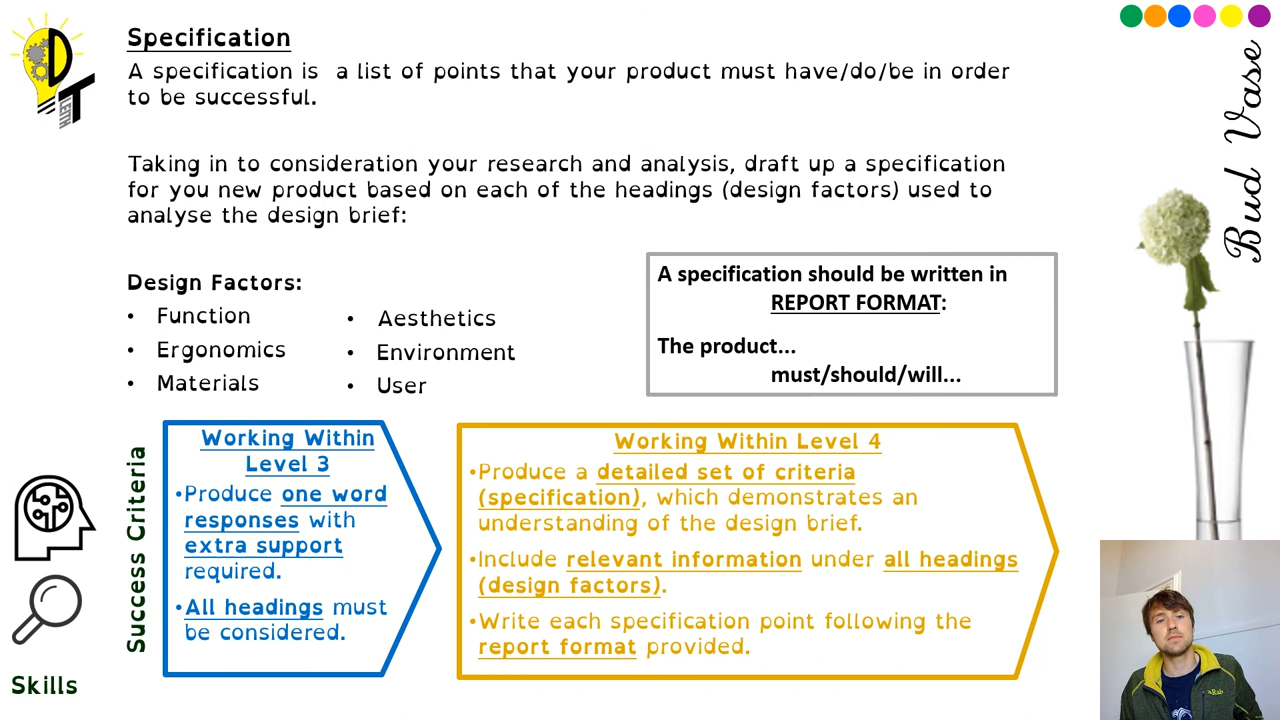 Specification
A specification is  a list of points that your product must have/do/be in order
to be successful.
Taking in to consideration your research and analysis, draft up a specification
for you new product based on each of the headings (design factors) used to
analyse the design brief:
Design Factors:
• Function
• Ergonomics
• Materials
• Aesthetics
• Environment
• User
A specification should be written in
REPORT FORMAT:
The product...
must/should/will...
Success Criteria
Working Within
Level 3
•Produce one word
responses with
extra support
required.
•All headings must
be considered.
Working Within Level 4
•Produce a detailed set of criteria
(specification), which demonstrates an
understanding of the design brief.
•Include relevant information under all headings
(design factors).
•Write each specification point following the
report format provided.
Skills
Bud Vase
DT
LEITH
Arab